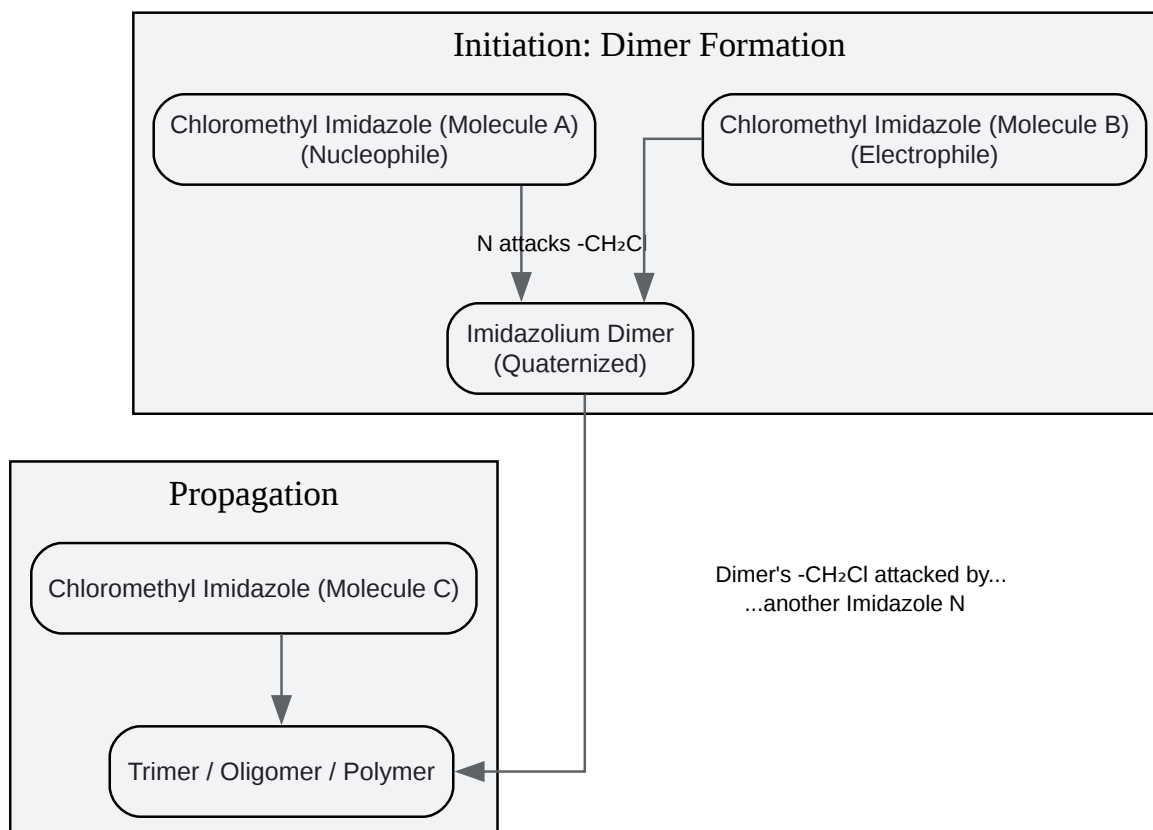 Initiation: Dimer Formation
Chloromethyl Imidazole (Molecule A)
(Nucleophile)
Chloromethyl Imidazole (Molecule B)
(Electrophile)
N attacks -CH₂Cl
Imidazolium Dimer
(Quaternized)
Propagation
Chloromethyl Imidazole (Molecule C)
Dimer's -CH₂Cl attacked by...
...another Imidazole N
Trimer / Oligomer / Polymer